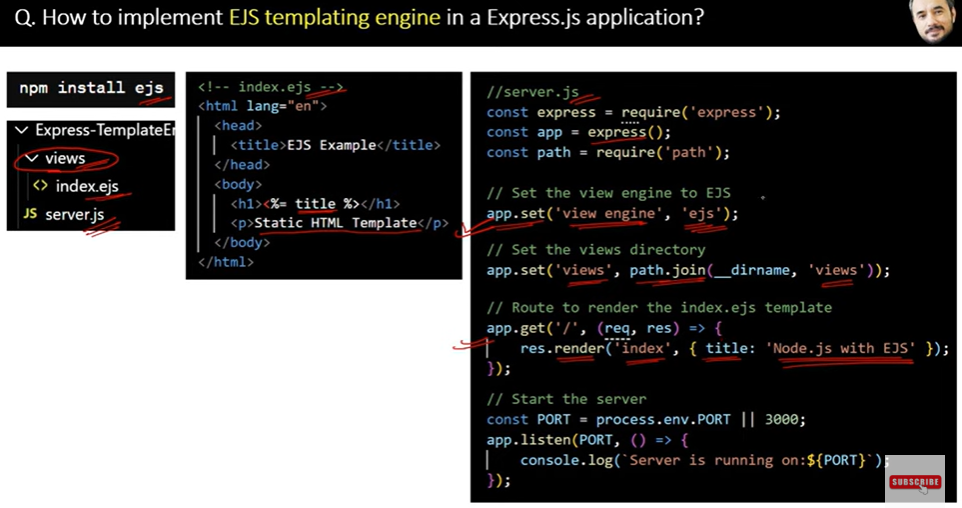 Q. How to implement EJS templating engine in a Express.js application?
npm install ejs
Express-TemplateEn
views
<> index.ejs
JS server.js
<!-- index.ejs -->
<html lang="en">
<head>
<title>EJS Example</title>
</head>
<body>
<h1><%= title %></h1>
<p>Static HTML Template</p>
</body>
</html>
//server.js
const express = require('express');
const app = express();
const path = require('path');
// Set the view engine to EJS
app.set('view engine', 'ejs');
// Set the views directory
app.set('views', path.join(__dirname, 'views'));
// Route to render the index.ejs template
app.get('/', (req, res) => {
res.render('index', { title: 'Node.js with EJS' });
});
// Start the server
const PORT = process.env.PORT || 3000;
app.listen(PORT, () => {
console.log(`Server is running on:${PORT}`);
});
SUBSCRIBE